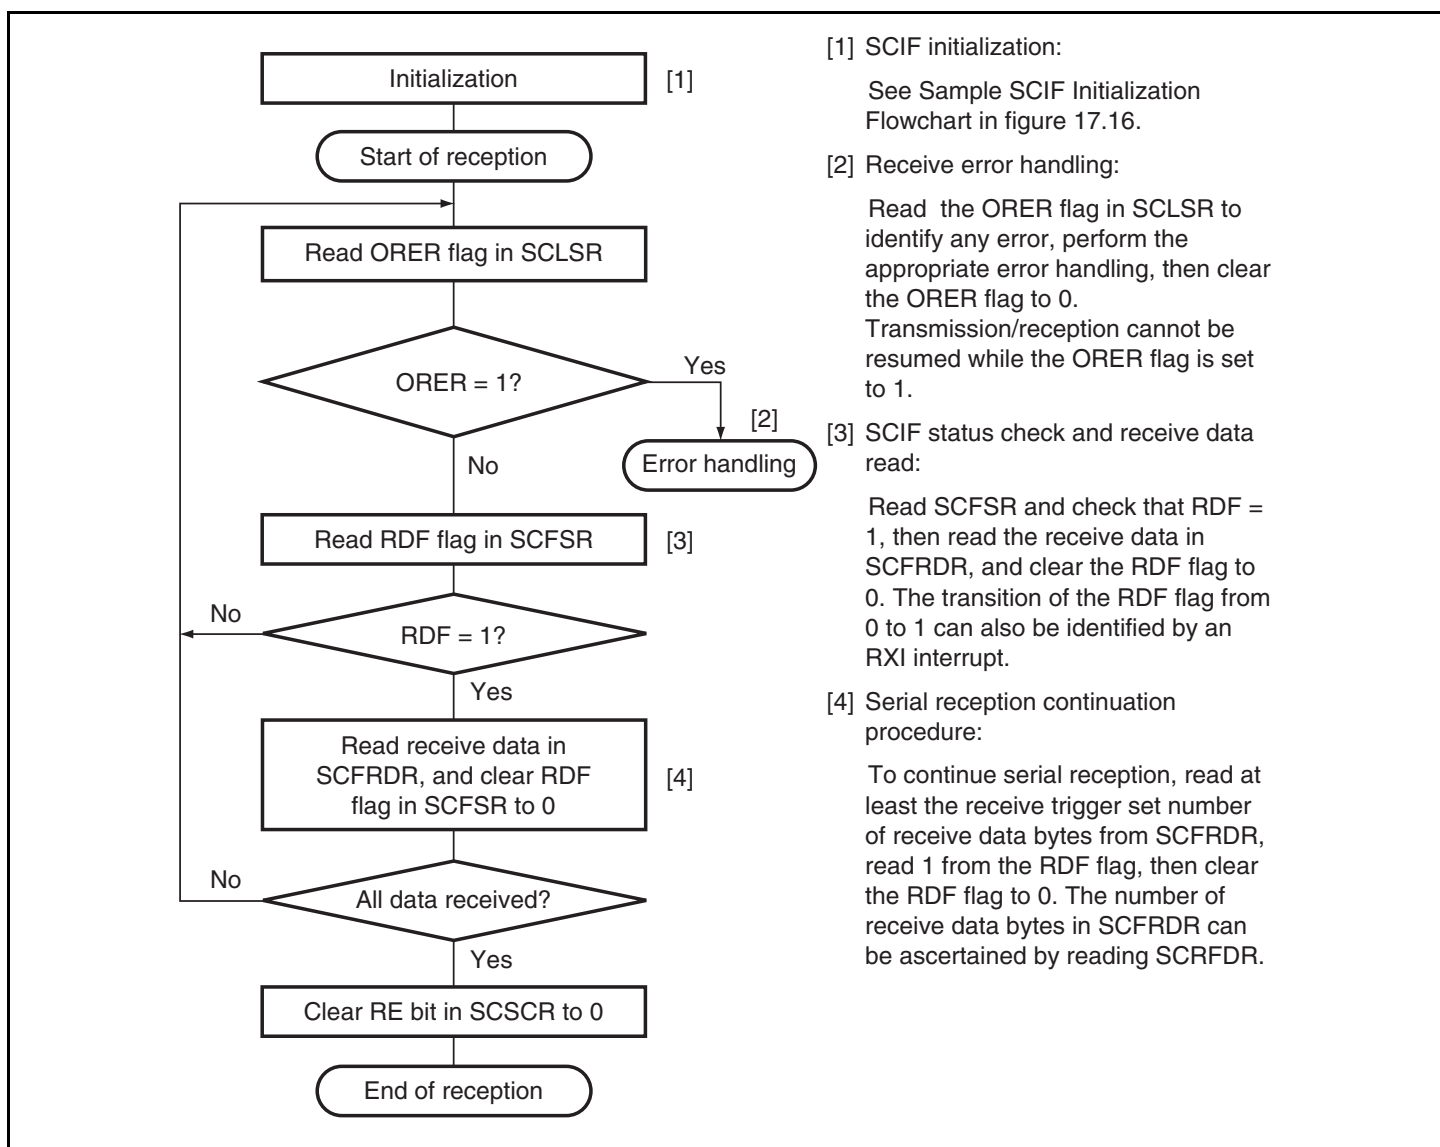 Initialization
[1]
Start of reception
Read ORER flag in SCLSR
ORER = 1?
Yes
[2]
Error handling
No
Read RDF flag in SCFSR
[3]
No
RDF = 1?
Yes
Read receive data in
SCFRDR, and clear RDF
flag in SCFSR to 0
[4]
No
All data received?
Yes
Clear RE bit in SCSCR to 0
End of reception
[1] SCIF initialization:
See Sample SCIF Initialization
Flowchart in figure 17.16.
[2] Receive error handling:
Read the ORER flag in SCLSR to
identify any error, perform the
appropriate error handling, then clear
the ORER flag to 0.
Transmission/reception cannot be
resumed while the ORER flag is set
to 1.
[3] SCIF status check and receive data
read:
Read SCFSR and check that RDF =
1, then read the receive data in
SCFRDR, and clear the RDF flag to
0. The transition of the RDF flag from
0 to 1 can also be identified by an
RXI interrupt.
[4] Serial reception continuation
procedure:
To continue serial reception, read at
least the receive trigger set number
of receive data bytes from SCFRDR,
read 1 from the RDF flag, then clear
the RDF flag to 0. The number of
receive data bytes in SCFRDR can
be ascertained by reading SCRFDR.